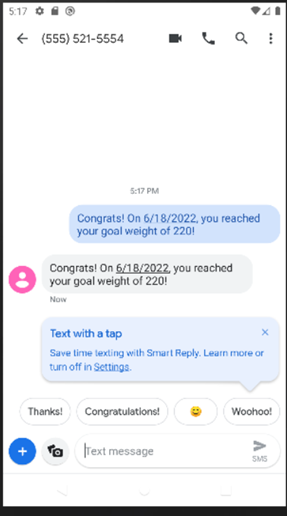 5:17
(555) 521-5554
5:17 PM
Congrats! On 6/18/2022, you reached
your goal weight of 220!
Congrats! On 6/18/2022, you reached
your goal weight of 220!
Now
Text with a tap
Save time texting with Smart Reply. Learn more or
turn off in Settings.
Thanks!
Congratulations!
😄
Woohoo!
Text message
SMS